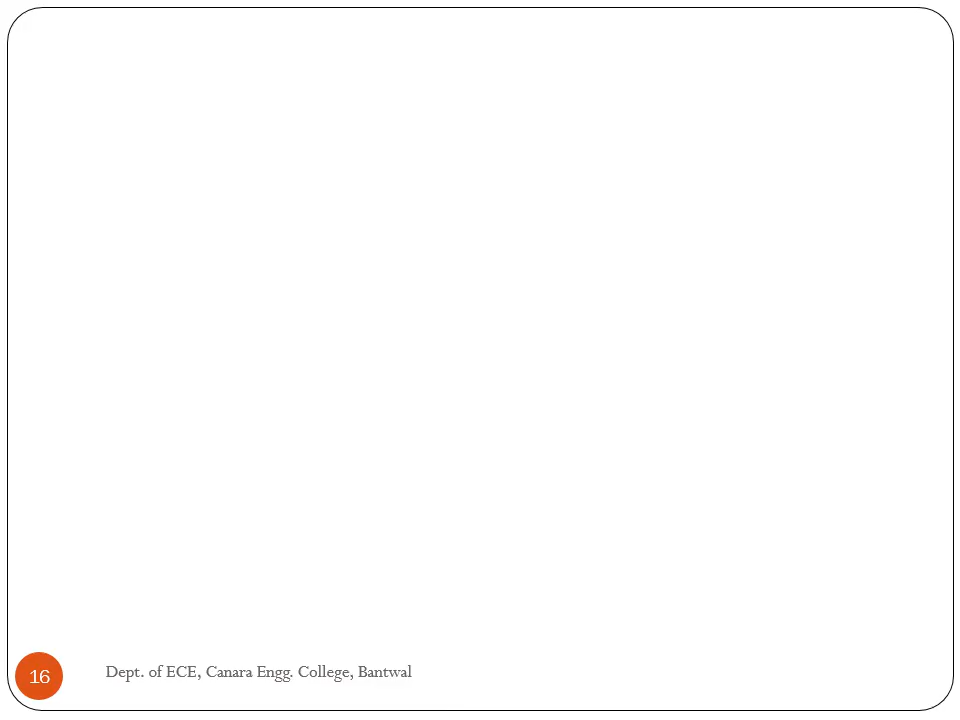 16
Dept. of ECE, Canara Engg. College, Bantwal